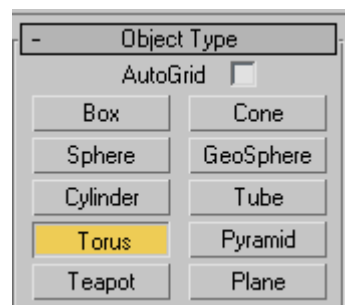 - Object Type
AutoGrid
Box Cone
Sphere GeoSphere
Cylinder Tube
Torus Pyramid
Teapot Plane